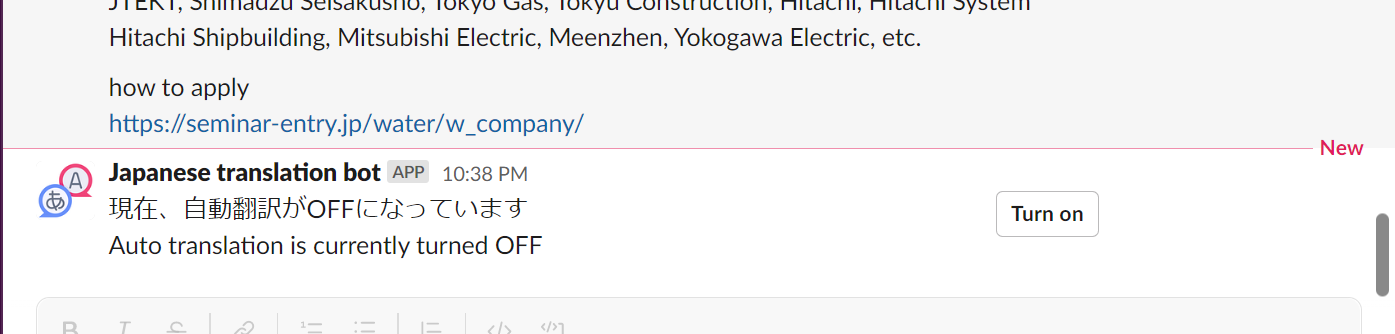 JTEKT, Shimadzu Seisakusho, Tokyo Gas, Tokyu Construction, Hitachi, Hitachi System
Hitachi Shipbuilding, Mitsubishi Electric, Meenzhen, Yokogawa Electric, etc.
how to apply
https://seminar-entry.jp/water/w_company/
New
A あ Japanese translation bot APP 10:38 PM
現在、自動翻訳がOFFになっています
Turn on
Auto translation is currently turned OFF
B I S